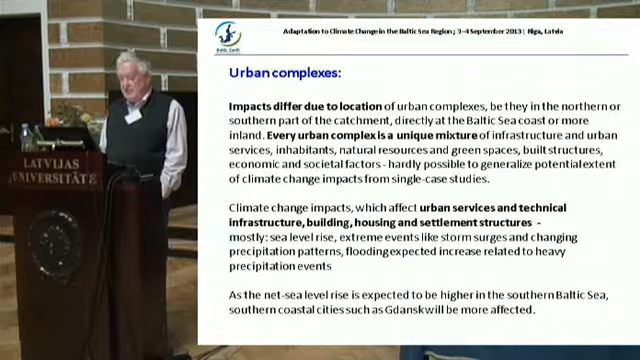 Adaptation to Climate Change in the Baltic Sea Region; 3–4 September 2013 | Riga, Latvia
Baltic Earth
Urban complexes:
Impacts differ due to location of urban complexes, be they in the northern or
southern part of the catchment, directly at the Baltic Sea coast or more
inland. Every urban complex is a unique mixture of infrastructure and urban
services, inhabitants, natural resources and green spaces, built structures,
economic and societal factors - hardly possible to generalize potential extent
of climate change impacts from single-case studies.
Climate change impacts, which affect urban services and technical
infrastructure, building, housing and settlement structures -
mostly: sea level rise, extreme events like storm surges and changing
precipitation patterns, flooding expected increase related to heavy
precipitation events
As the net-sea level rise is expected to be higher in the southern Baltic Sea,
southern coastal cities such as Gdansk will be more affected.
LATVIJAS
UNIVERSITĀTE